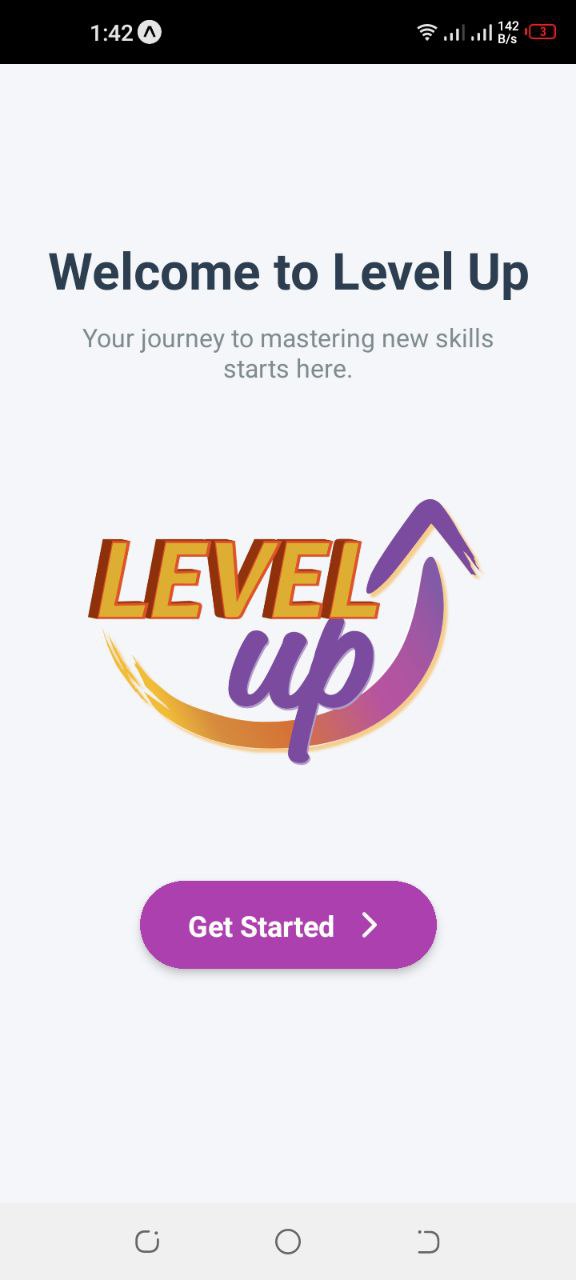 1:42
142
B/s
3
Welcome to Level Up
Your journey to mastering new skills
starts here.
LEVEL
up
Get Started